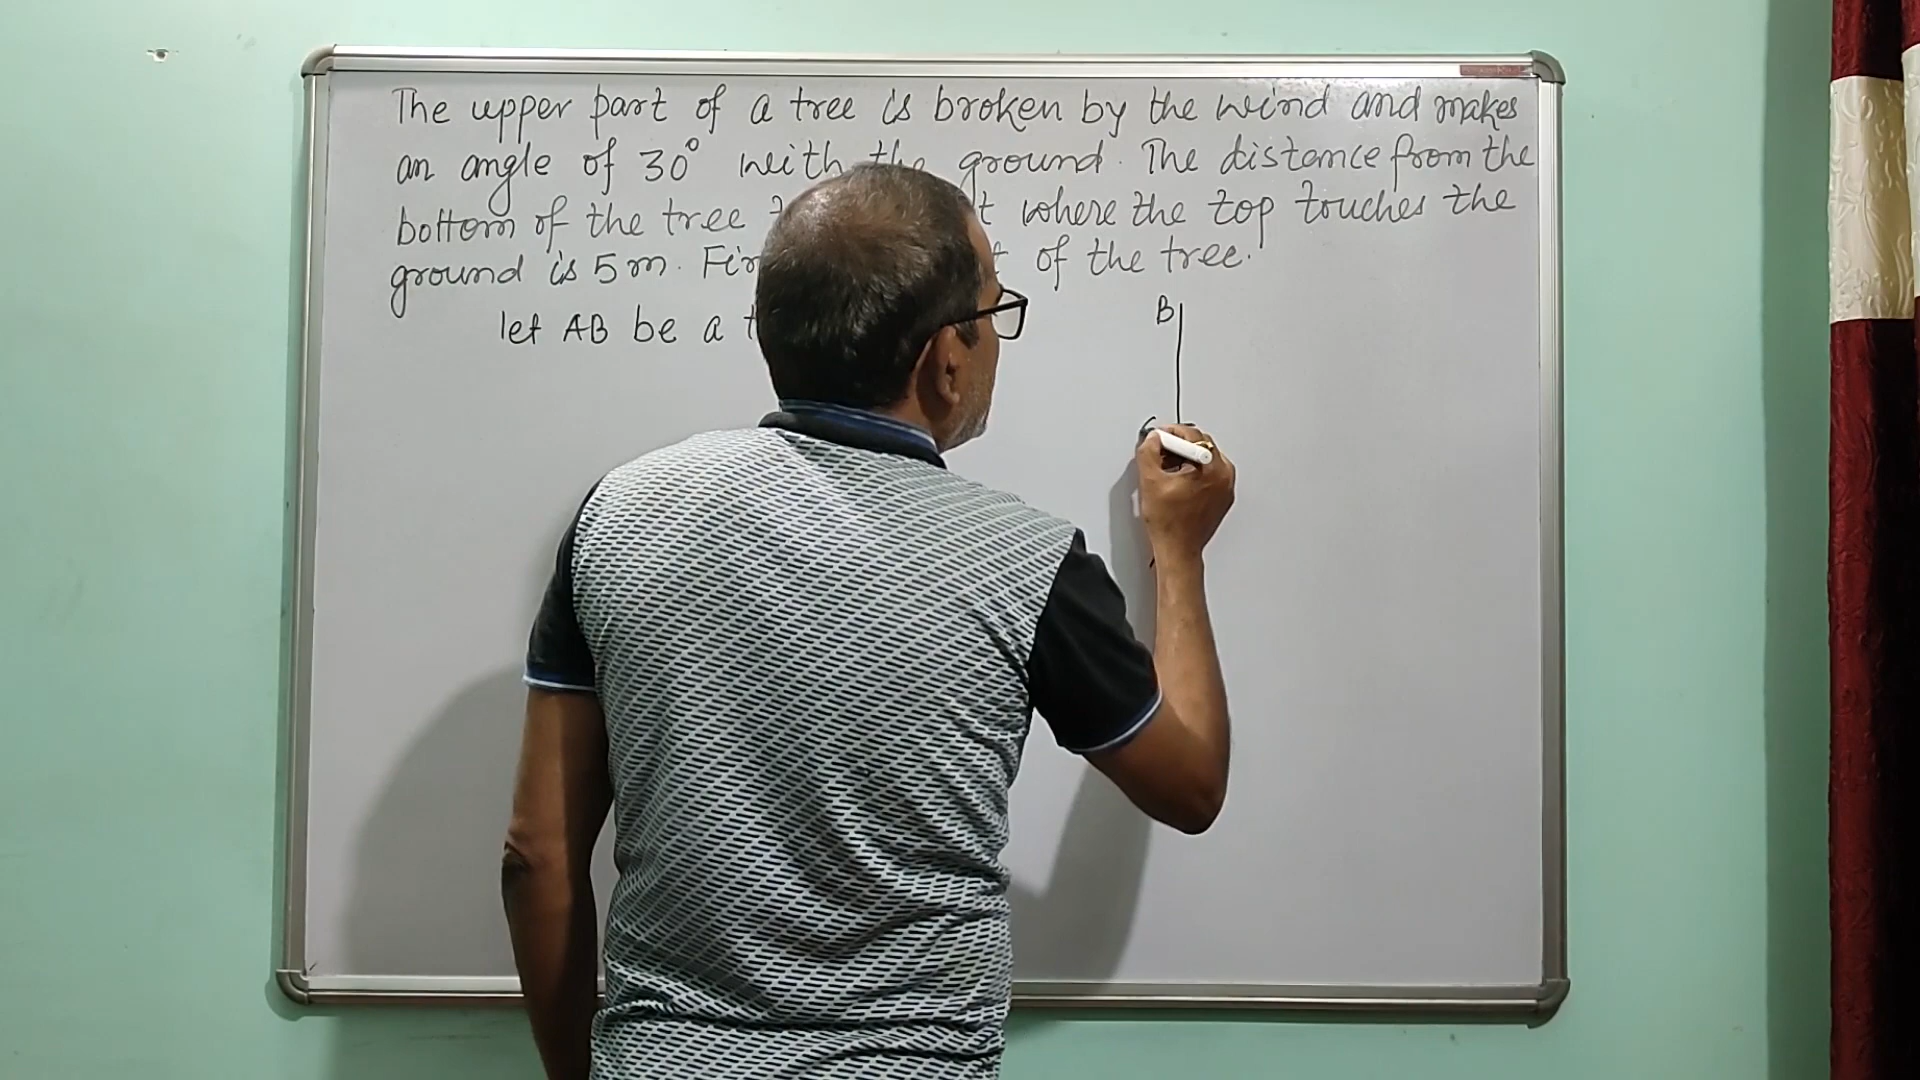 The upper part of a tree is broken by the wind and makes
an angle of 30° with the ground. The distance from the
bottom of the tree where the top touches the
ground is 5 m. of the tree.
let AB be a
B